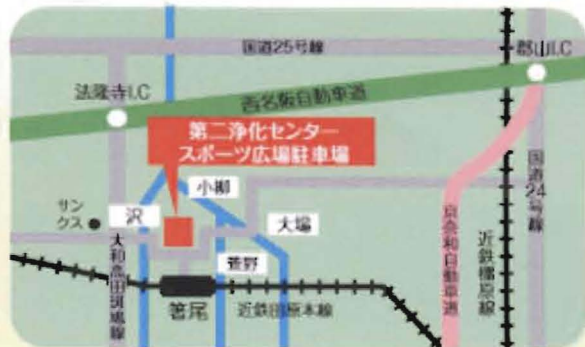 国道25号線
郡山I.C
法隆寺I.C
西名阪自動車道
第二浄化センター
スポーツ広場駐車場
小柳
国道24号線
サン
クス
沢
大場
大和高田斑鳩線
京奈和自動車道
近鉄橿原線
菅野
箸尾
近鉄田原本線